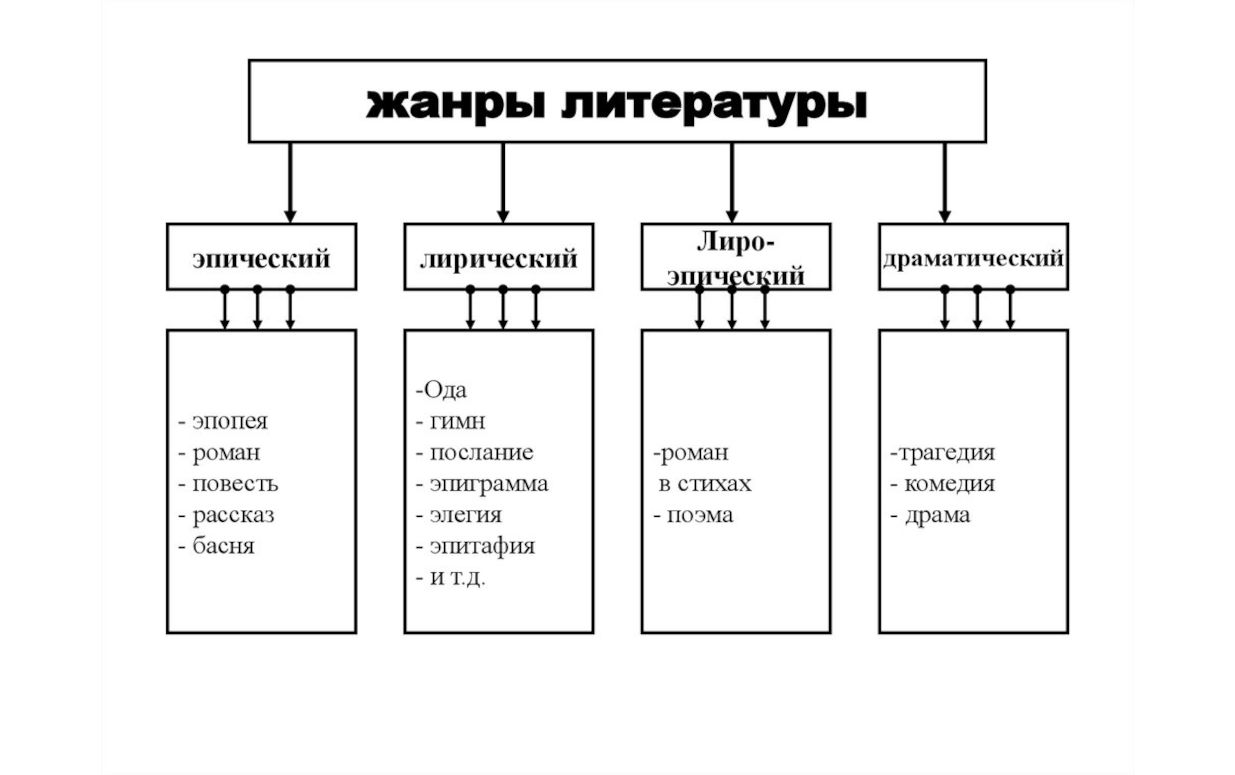 жанры литературы
эпический
лирический
Лиро-
эпический
драматический
- эпопея
- роман
- повесть
- рассказ
- басня
-Ода
- гимн
- послание
- эпиграмма
- элегия
- эпитафия
- и т.д.
-роман
в стихах
- поэма
-трагедия
- комедия
- драма